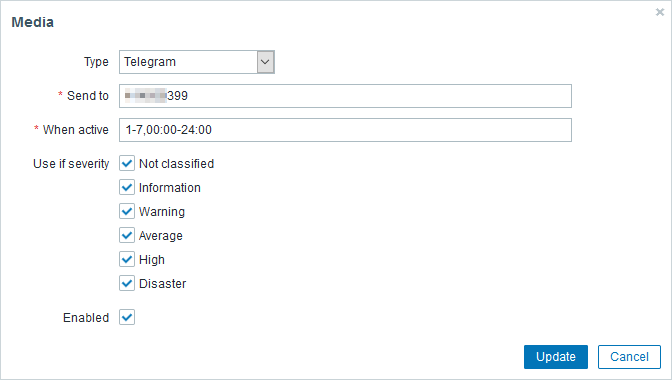 Media
Type Telegram
* Send to 399
* When active 1-7,00:00-24:00
Use if severity Not classified
Information
Warning
Average
High
Disaster
Enabled
Update Cancel